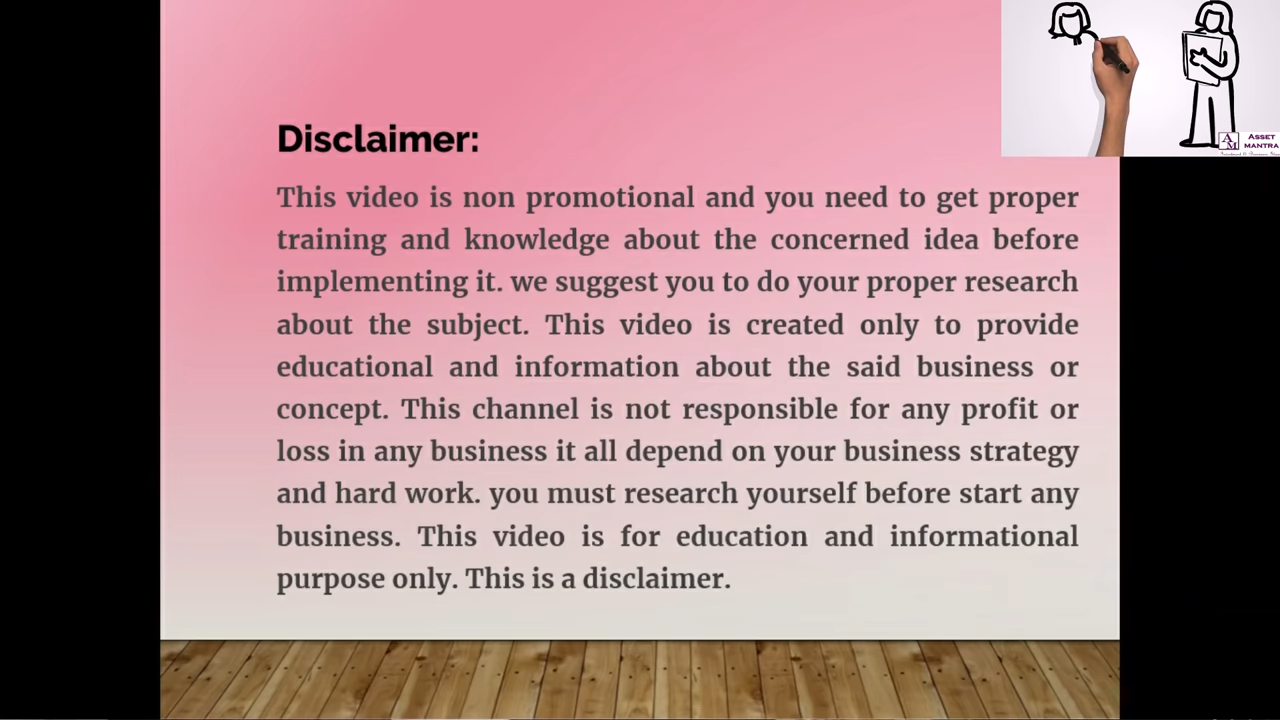 Disclaimer:
This video is non promotional and you need to get proper
training and knowledge about the concerned idea before
implementing it. we suggest you to do your proper research
about the subject. This video is created only to provide
educational and information about the said business or
concept. This channel is not responsible for any profit or
loss in any business it all depend on your business strategy
and hard work. you must research yourself before start any
business. This video is for education and informational
purpose only. This is a disclaimer.
AM
ASSET
MANTRA